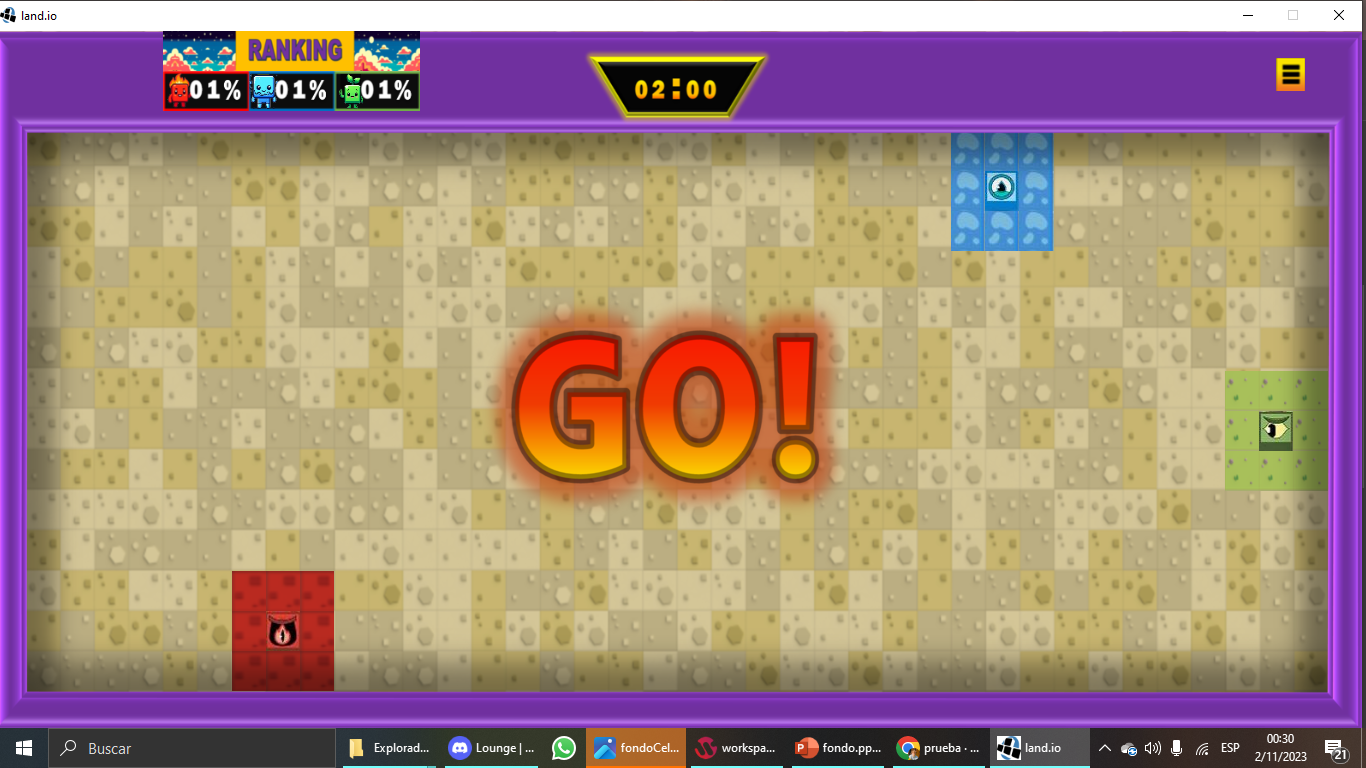 land.io
RANKING
01% 01% 01%
02:00
GO!
Buscar
Explorad...
Lounge | ...
fondoCel...
workspa...
fondo.pp...
prueba · ...
land.io
ESP
00:30
2/11/2023
21